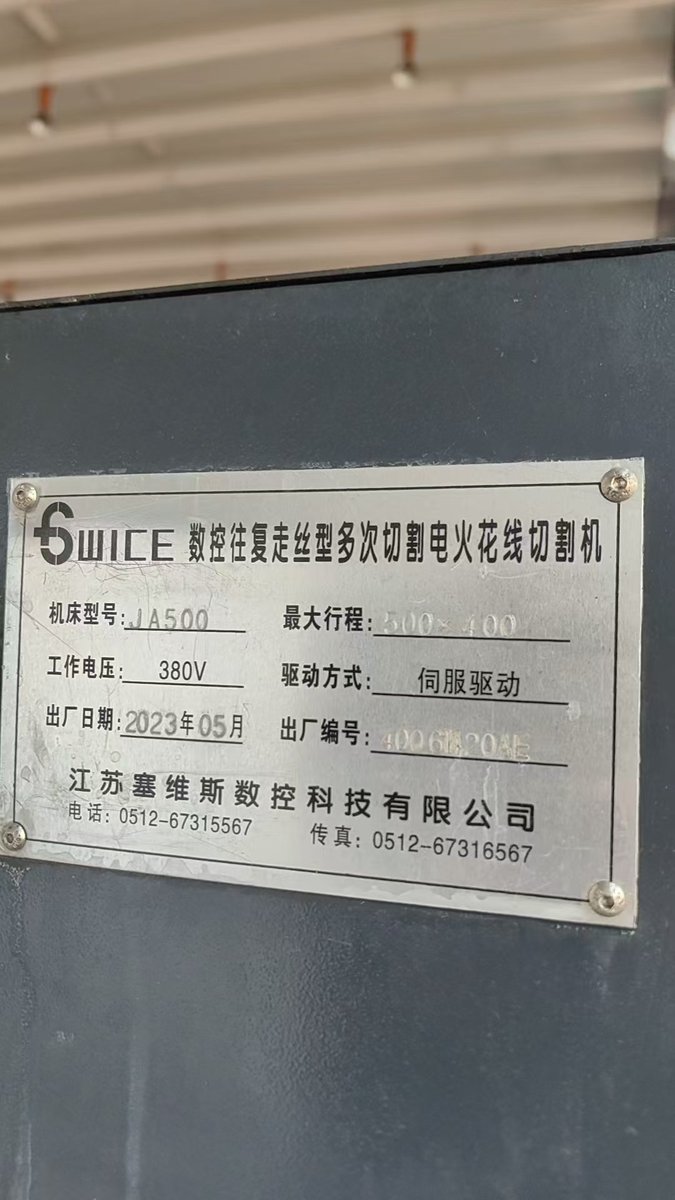 SWICE 数控往复走丝型多次切割电火花线切割机
机床型号: JA500 最大行程: 500×400
工作电压: 380V 驱动方式: 伺服驱动
出厂日期: 2023年05月 出厂编号:
江苏塞维斯数控科技有限公司
电话: 0512-67315567 传真: 0512-67316567